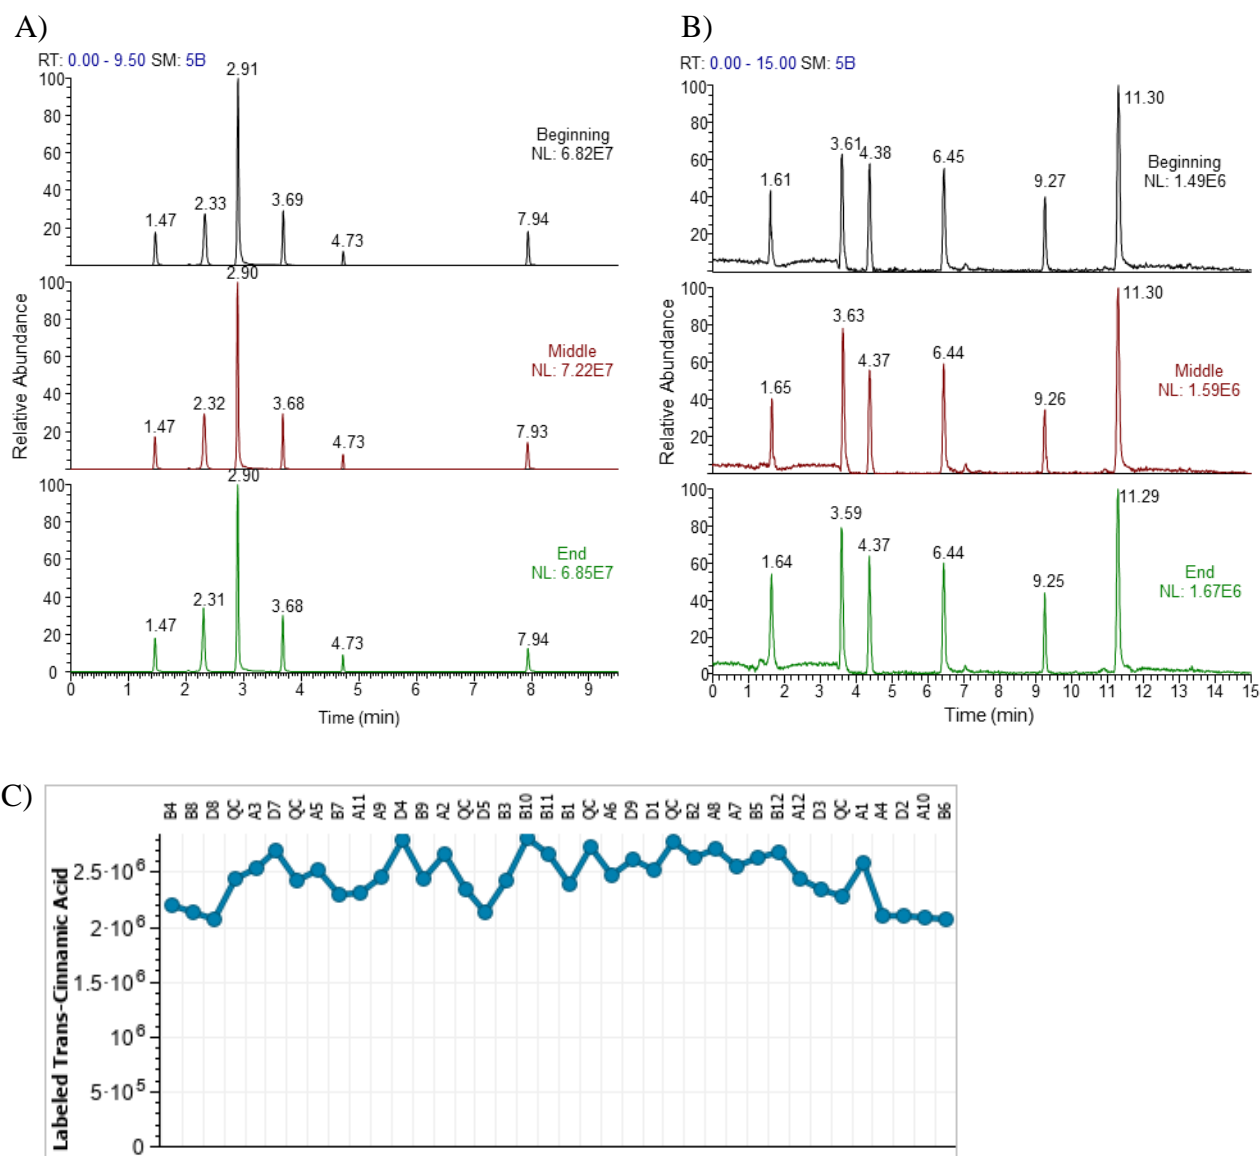 A)
RT: 0.00 - 9.50 SM: 5B
100
80
60
40
20
2.91
1.47
2.33
3.69
4.73
7.94
Beginning
NL: 6.82E7
100
80
60
40
20
2.90
1.47
2.32
3.68
4.73
7.93
Middle
NL: 7.22E7
100
80
60
40
20
0
2.90
1.47
2.31
3.68
4.73
7.94
End
NL: 6.85E7
Relative Abundance
0 1 2 3 4 5 6 7 8 9
Time (min)
B)
RT: 0.00 - 15.00 SM: 5B
100
80
60
40
20
1.61
3.61
4.38
6.45
9.27
11.30
Beginning
NL: 1.49E6
100
80
60
40
20
1.65
3.63
4.37
6.44
9.26
11.30
Middle
NL: 1.59E6
100
80
60
40
20
0
1.64
3.59
4.37
6.44
9.25
11.29
End
NL: 1.67E6
Relative Abundance
0 1 2 3 4 5 6 7 8 9 10 11 12 13 14 15
Time (min)
C)
B4 B8 D8 QC A3 D7 QC A5 B7 A11 A9 D4 B9 A2 QC D5 B3 B10 B11 B1 QC A6 D9 D1 QC B2 A8 A7 B5 B12 A12 D3 QC A1 A4 D2 A10 B6
Labeled Trans-Cinnamic Acid
2.5·10⁶
2·10⁶
1.5·10⁶
10⁶
5·10⁵
0